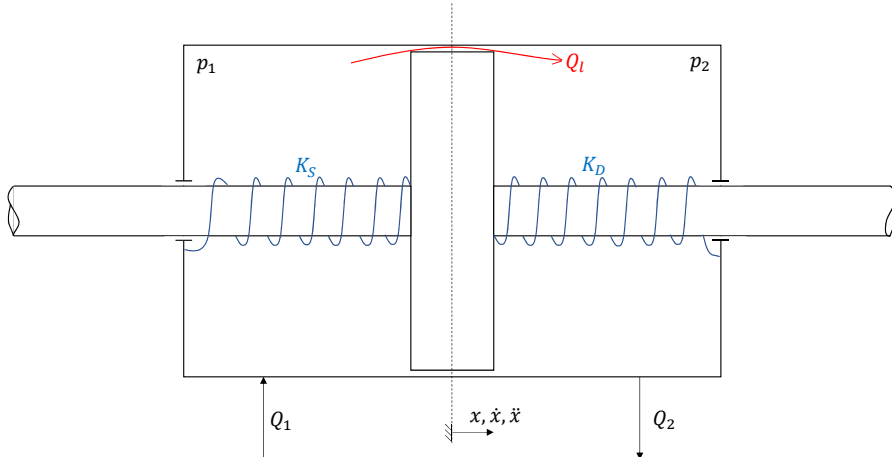 p₁
p₂
Q_l
K_S
K_D
Q₁
x, ẋ, ẍ
Q₂